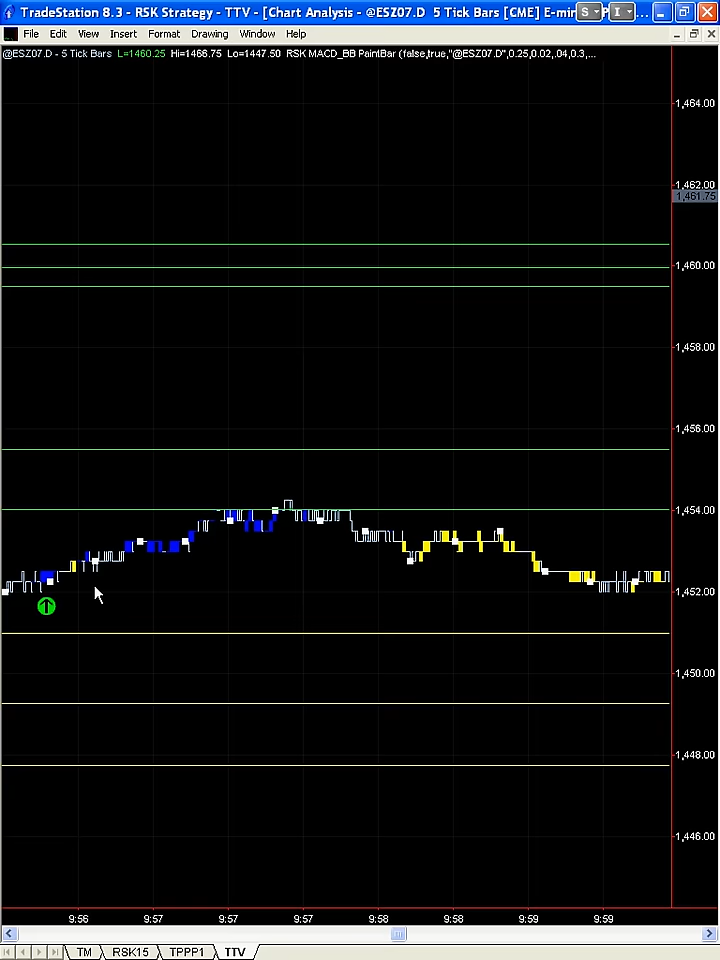 TradeStation 8.3 - RSK Strategy - TTV - [Chart Analysis - @ESZ07.D 5 Tick Bars [CME] E-min S I ...
File Edit View Insert Format Drawing Window Help
@ESZ07.D - 5 Tick Bars L=1460.25 Hi=1466.75 Lo=1447.50 RSK MACD_BB PaintBar (false,true,"@ESZ07.D",0.25,0.02,.04,0.3,...
1,464.00
1,462.00
1,461.75
1,460.00
1,458.00
1,456.00
1,454.00
1,452.00
1,450.00
1,448.00
1,446.00
9:56 9:57 9:57 9:57 9:58 9:58 9:59 9:59
TM RSK15 TPPP1 TTV